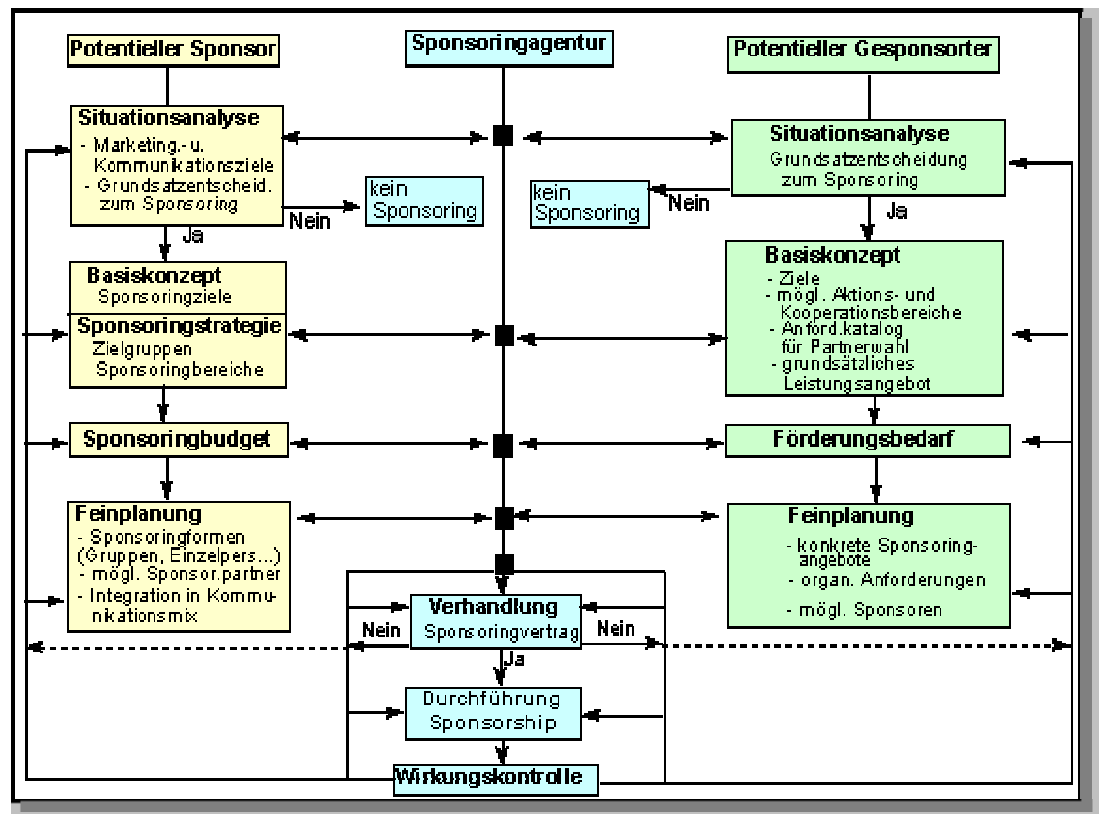 Potentieller Sponsor
Sponsoringagentur
Potentieller Gesponsorter
Situationsanalyse
- Marketing.- u.
Kommunikationsziele
- Grundsatzentscheid.
zum Sponsoring
Nein
Ja
kein
Sponsoring
kein
Sponsoring
Situationsanalyse
Grundsatzentscheidung
zum Sponsoring
Nein
Ja
Basiskonzept
Sponsoringziele
Sponsoringstrategie
Zielgruppen
Sponsoringbereiche
Basiskonzept
- Ziele
- mögl. Aktions- und
Kooperationsbereiche
- Anford.katalog
für Partnerwahl
- grundsätzliches
Leistungsangebot
Sponsoringbudget
Förderungsbedarf
Feinplanung
- Sponsoringformen
(Gruppen, Einzelpers...)
- mögl. Sponsor.partner
- Integration in Kommu-
nikationsmix
Feinplanung
- konkrete Sponsoring-
angebote
- organ. Anforderungen
- mögl. Sponsoren
Verhandlung
Sponsoringvertrag
Nein
Nein
Ja
Durchführung
Sponsorship
Wirkungskontrolle